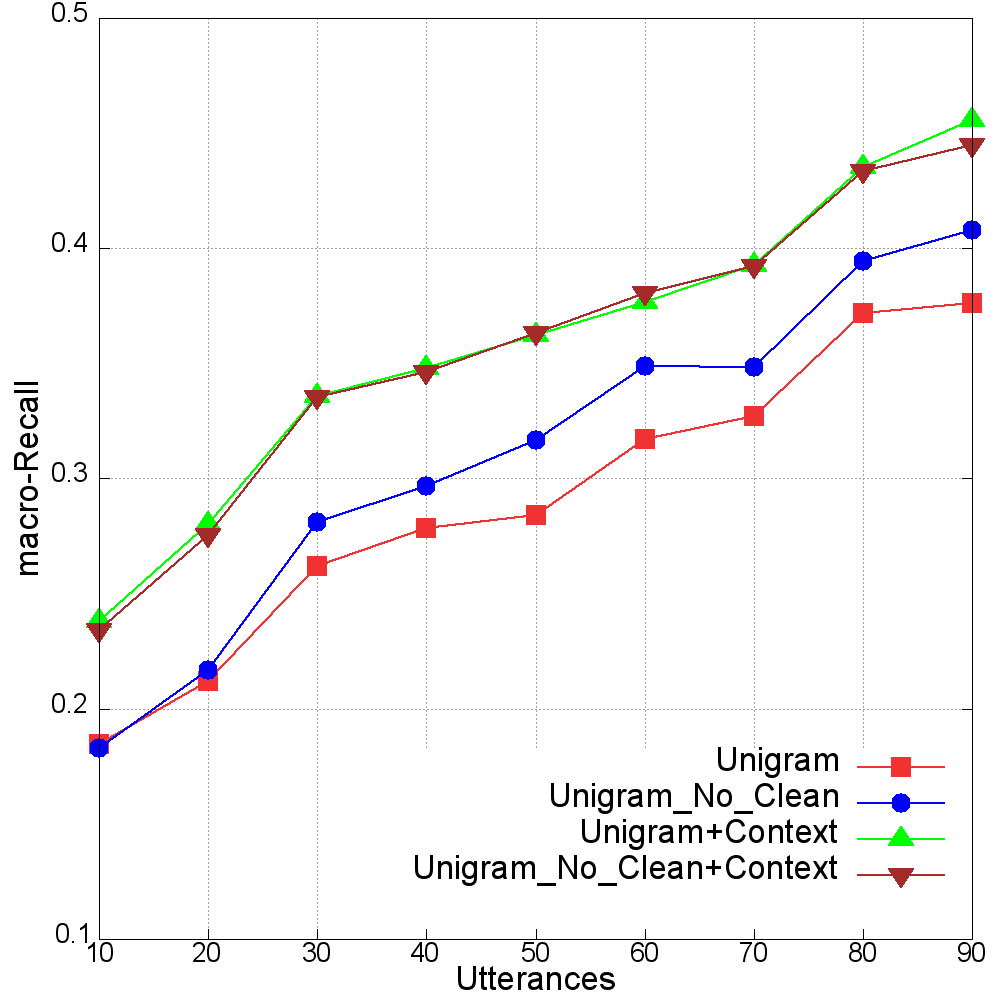 0.5
0.4
0.3
0.2
0.1
macro-Recall
Unigram
Unigram_No_Clean
Unigram+Context
Unigram_No_Clean+Context
10 20 30 40 50 60 70 80 90
Utterances